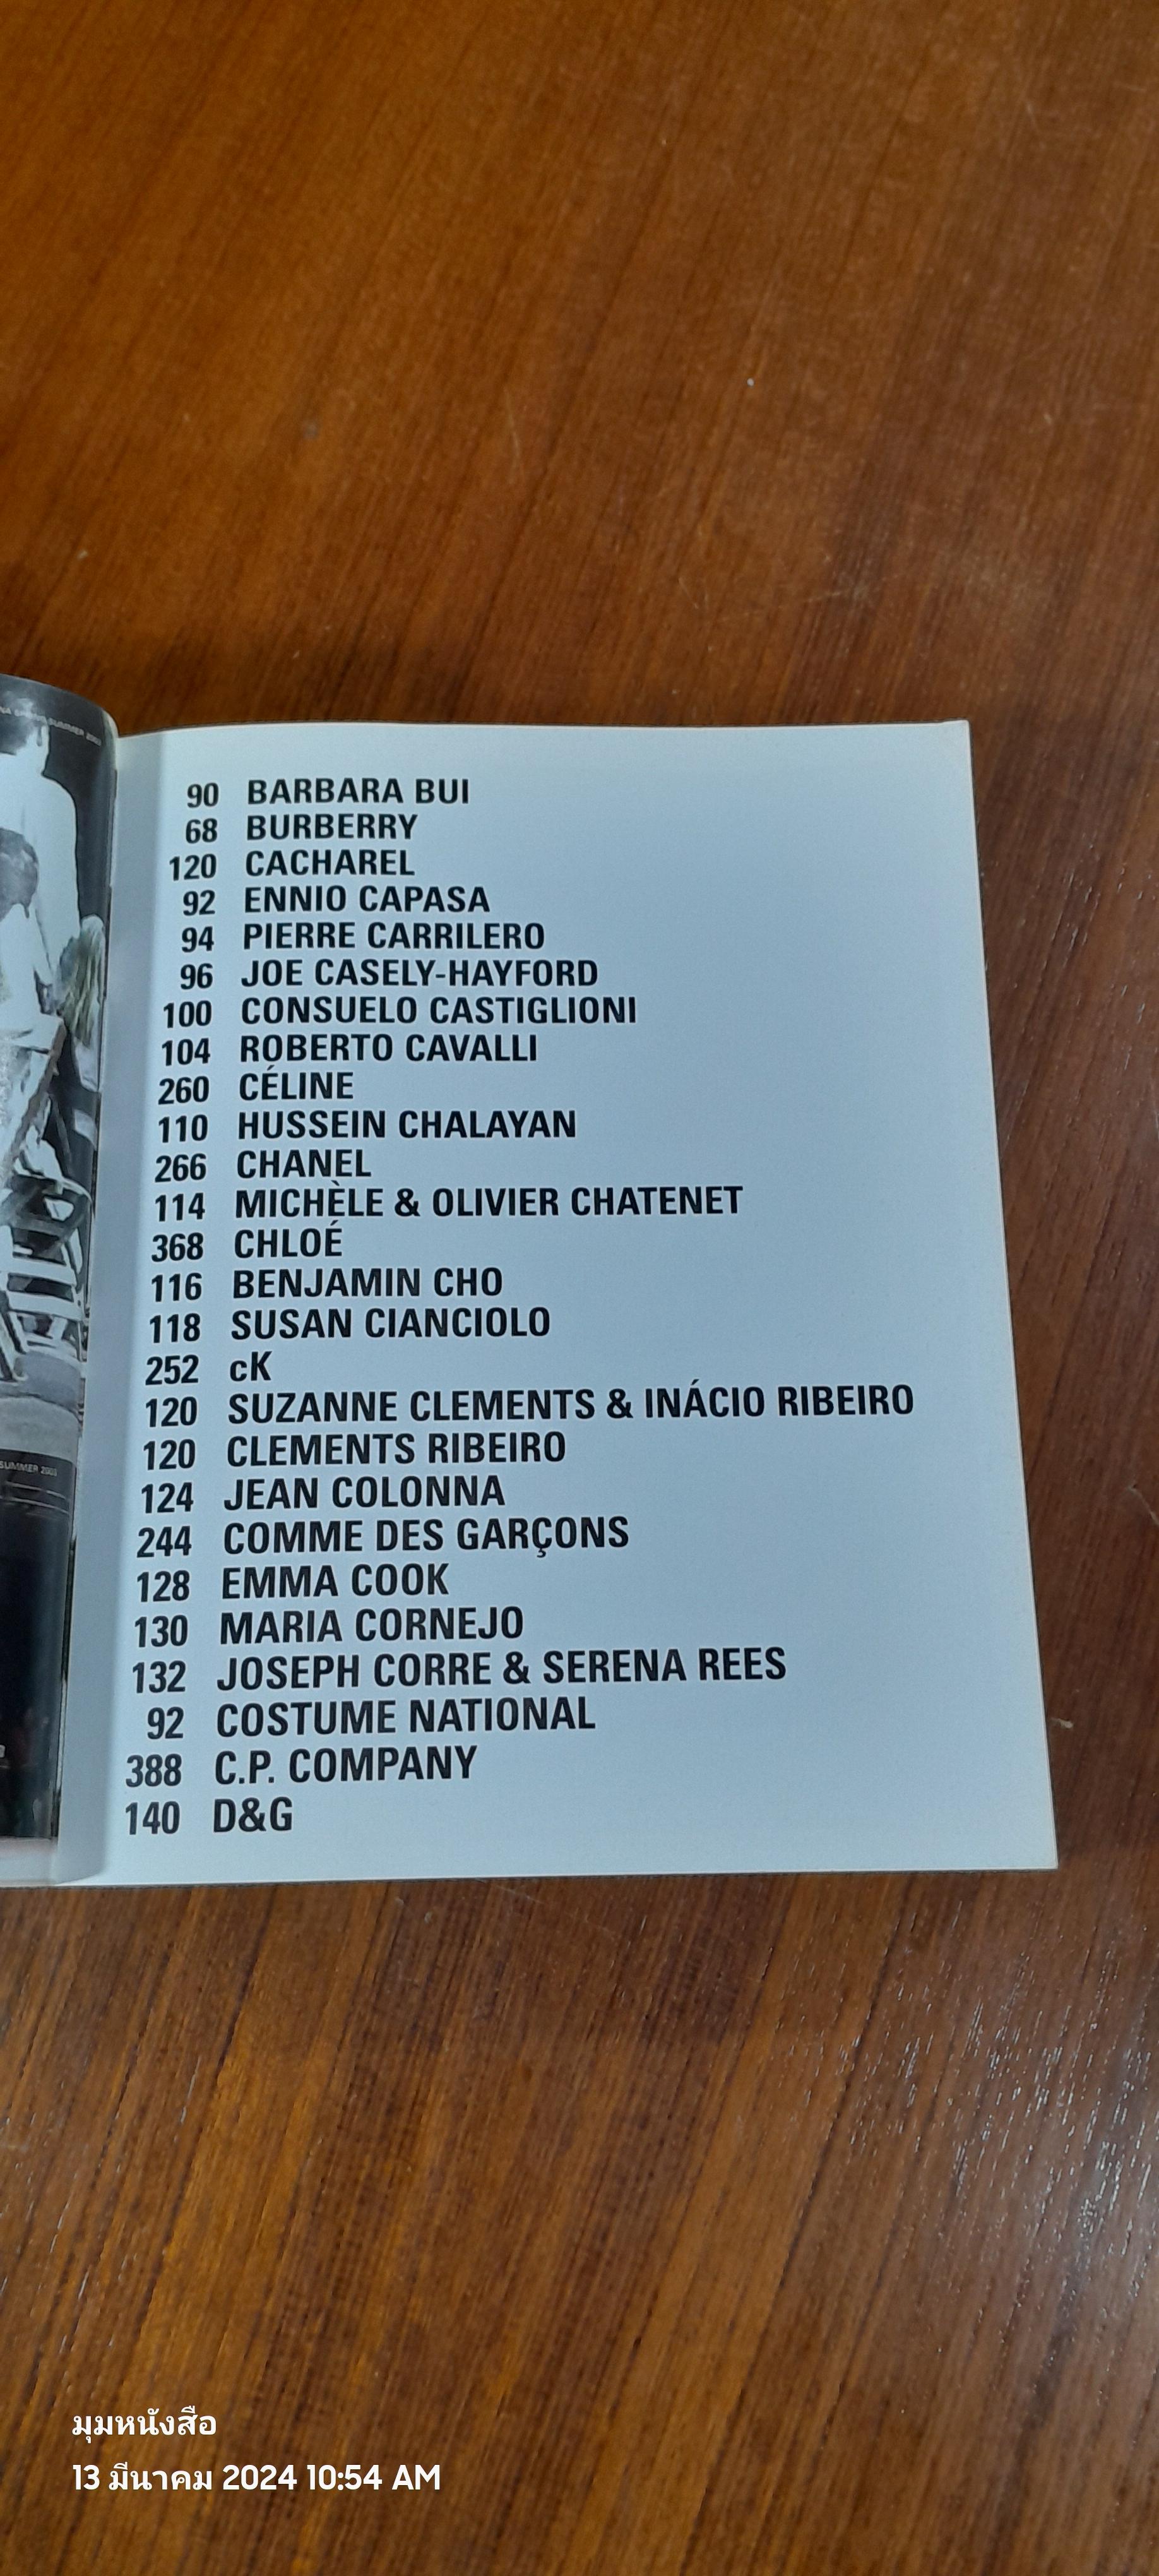 SUMMER 2003
90 BARBARA BUI
68 BURBERRY
120 CACHAREL
92 ENNIO CAPASA
94 PIERRE CARRILERO
96 JOE CASELY-HAYFORD
100 CONSUELO CASTIGLIONI
104 ROBERTO CAVALLI
260 CÉLINE
110 HUSSEIN CHALAYAN
266 CHANEL
114 MICHÈLE & OLIVIER CHATENET
368 CHLOÉ
116 BENJAMIN CHO
118 SUSAN CIANCIOLO
252 cK
120 SUZANNE CLEMENTS & INÁCIO RIBEIRO
120 CLEMENTS RIBEIRO
124 JEAN COLONNA
244 COMME DES GARÇONS
128 EMMA COOK
130 MARIA CORNEJO
132 JOSEPH CORRE & SERENA REES
92 COSTUME NATIONAL
388 C.P. COMPANY
140 D&G
SUMMER 2003
มุมหนังสือ
13 มีนาคม 2024 10:54 AM